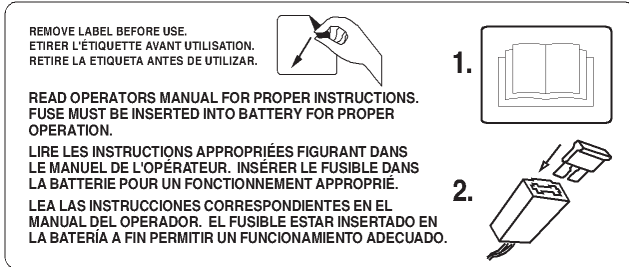 REMOVE LABEL BEFORE USE.
ETIRER L'ÉTIQUETTE AVANT UTILISATION.
RETIRE LA ETIQUETA ANTES DE UTILIZAR.
1.
READ OPERATORS MANUAL FOR PROPER INSTRUCTIONS.
FUSE MUST BE INSERTED INTO BATTERY FOR PROPER
OPERATION.
LIRE LES INSTRUCTIONS APPROPRIÉES FIGURANT DANS
LE MANUEL DE L'OPÉRATEUR. INSÉRER LE FUSIBLE DANS
LA BATTERIE POUR UN FONCTIONNEMENT APPROPRIÉ.
2.
LEA LAS INSTRUCCIONES CORRESPONDIENTES EN EL
MANUAL DEL OPERADOR. EL FUSIBLE ESTAR INSERTADO EN
LA BATERÍA A FIN PERMITIR UN FUNCIONAMIENTO ADECUADO.